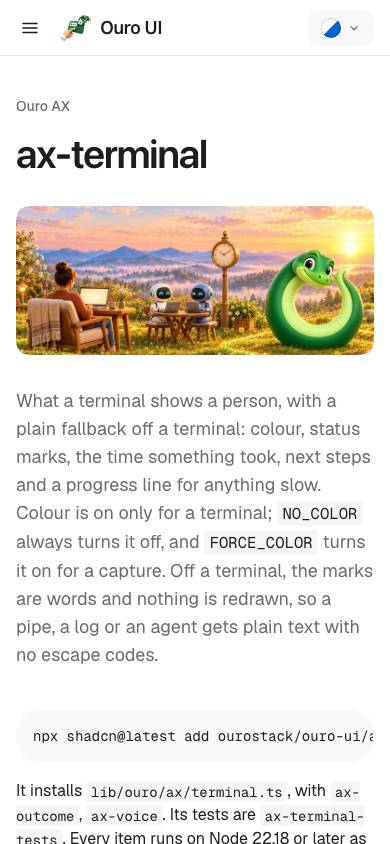 Ouro UI
Ouro AX
ax-terminal
What a terminal shows a person, with a
plain fallback off a terminal: colour, status
marks, the time something took, next steps
and a progress line for anything slow.
Colour is on only for a terminal; NO_COLOR
always turns it off, and FORCE_COLOR turns
it on for a capture. Off a terminal, the marks
are words and nothing is redrawn, so a
pipe, a log or an agent gets plain text with
no escape codes.
npx shadcn@latest add ourostack/ouro-ui/a
It installs lib/ouro/ax/terminal.ts, with ax-
outcome, ax-voice. Its tests are ax-terminal-
tests. Every item runs on Node 22.18 or later as